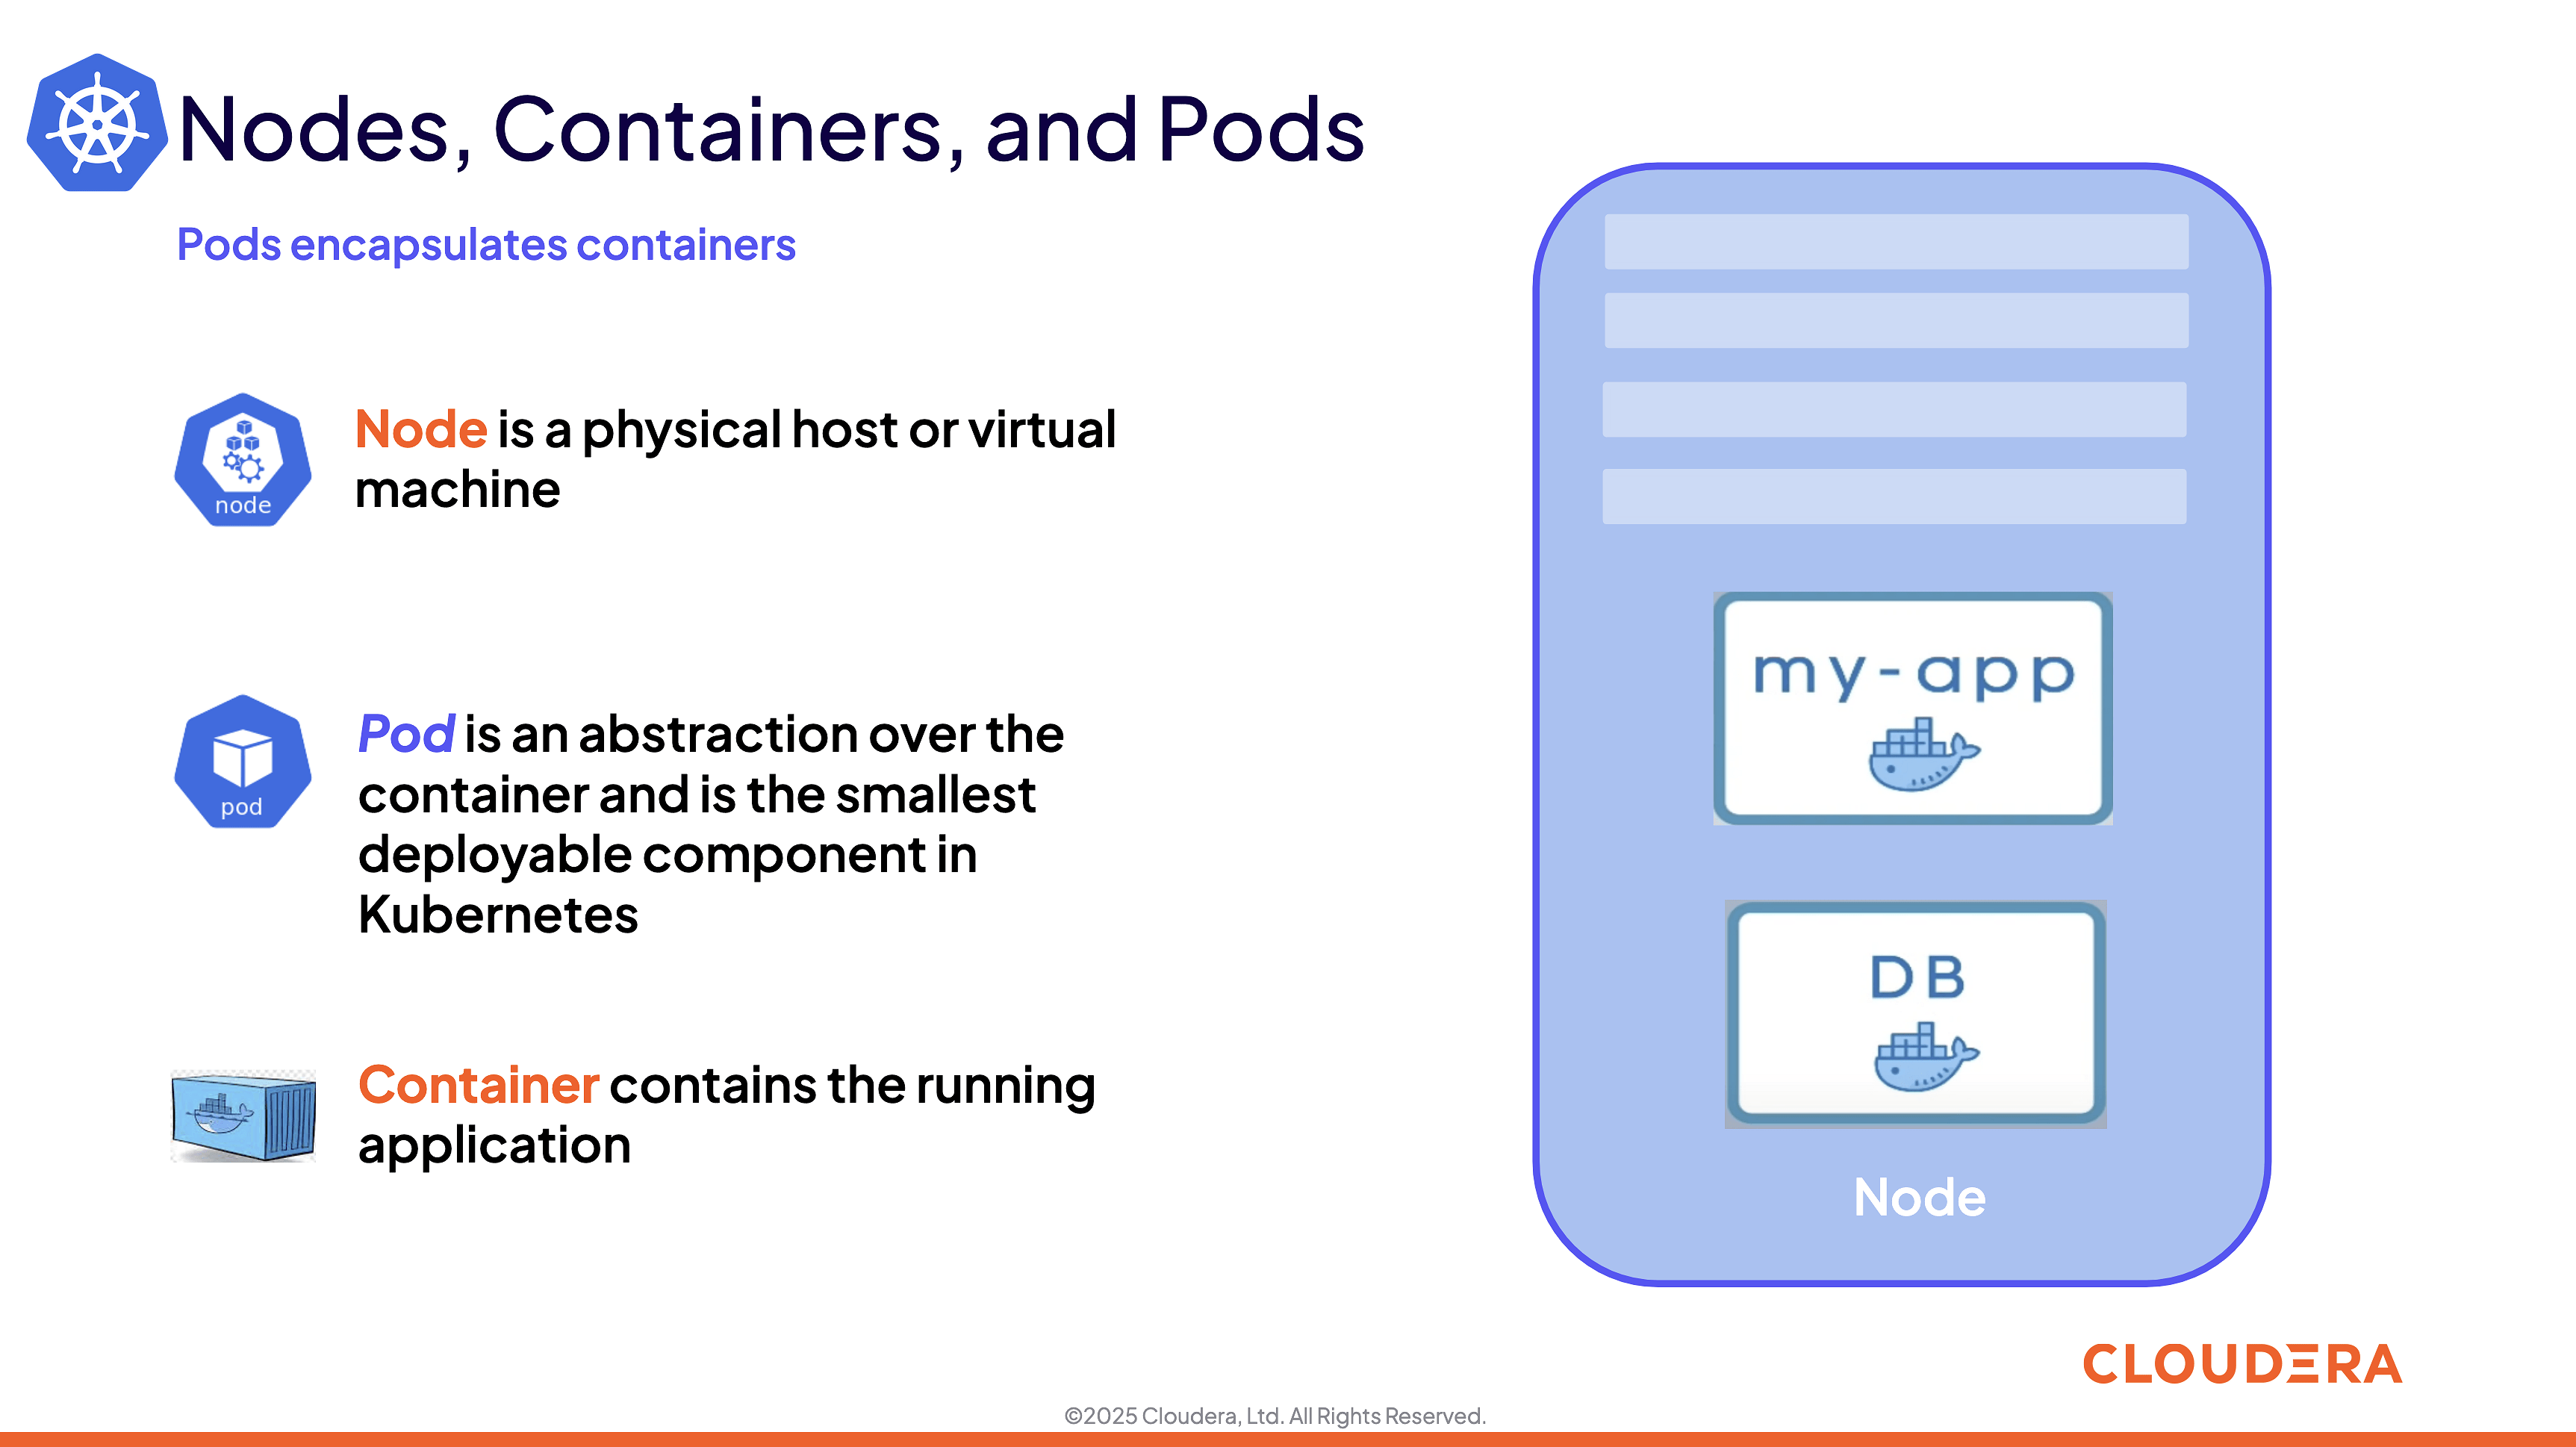 Nodes, Containers, and Pods
Pods encapsulates containers
node
Node is a physical host or virtual
machine
pod
Pod is an abstraction over the
container and is the smallest
deployable component in
Kubernetes
Container contains the running
application
my-app
DB
Node
CLOUDERA
©2025 Cloudera, Ltd. All Rights Reserved.